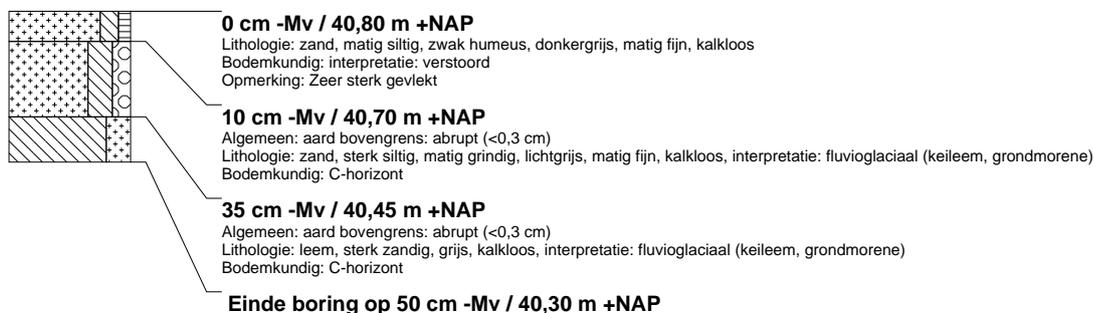 0 cm -Mv / 40,80 m +NAP
Lithologie: zand, matig siltig, zwak humeus, donkergrijs, matig fijn, kalkloos
Bodemkundig: interpretatie: verstoord
Opmerking: Zeer sterk gevlekt
10 cm -Mv / 40,70 m +NAP
Algemeen: aard bovengrens: abrupt (<0,3 cm)
Lithologie: zand, sterk siltig, matig grindig, lichtgrijs, matig fijn, kalkloos, interpretatie: fluvioglaciaal (keileem, grondmorene)
Bodemkundig: C-horizont
35 cm -Mv / 40,45 m +NAP
Algemeen: aard bovengrens: abrupt (<0,3 cm)
Lithologie: leem, sterk zandig, grijs, kalkloos, interpretatie: fluvioglaciaal (keileem, grondmorene)
Bodemkundig: C-horizont
Einde boring op 50 cm -Mv / 40,30 m +NAP